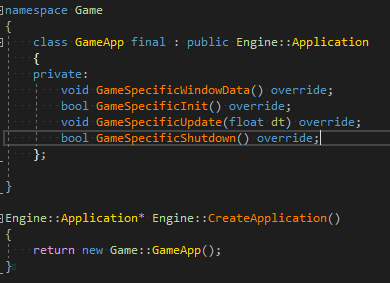 namespace Game
{
    class GameApp final : public Engine::Application
    {
    private:
        void GameSpecificWindowData() override;
        bool GameSpecificInit() override;
        void GameSpecificUpdate(float dt) override;
        bool GameSpecificShutdown() override;
    };

}

Engine::Application* Engine::CreateApplication()
{
    return new Game::GameApp();
}